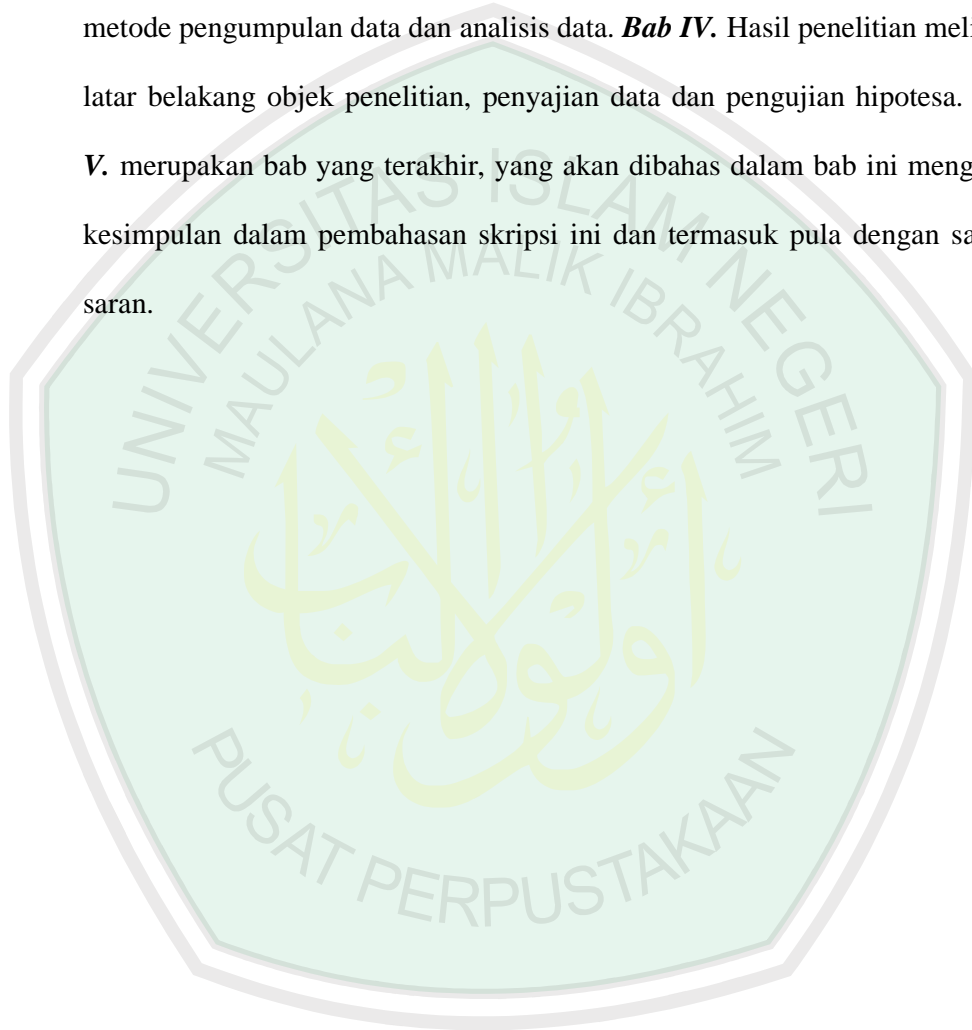 metode pengumpulan data dan analisis data. Bab IV. Hasil penelitian
latar belakang objek penelitian, penyajian data dan pengujian hipotesa.
V. merupakan bab yang terakhir, yang akan dibahas dalam bab ini
kesimpulan dalam pembahasan skripsi ini dan termasuk pula dengan
saran.
UNIVERSITAS ISLAM NEGERI
MAULANA MALIK IBRAHIM
أولوا الألباب
PUSAT PERPUSTAKAAN